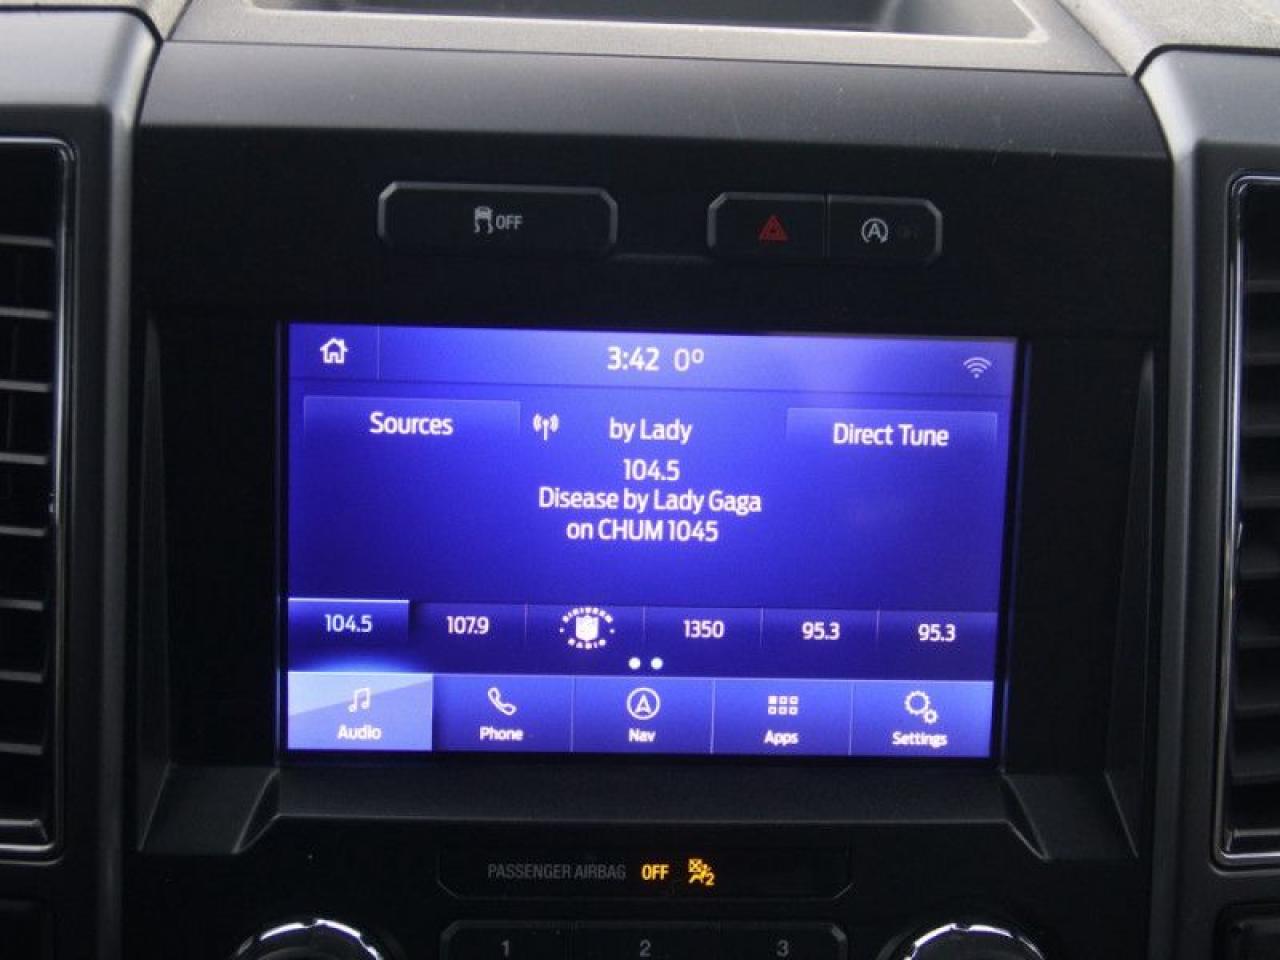 OFF
3:42 0°
Sources
by Lady
Direct Tune
104.5
Disease by Lady Gaga
on CHUM 1045
104.5 107.9 1350 95.3 95.3
Audio Phone Nav Apps Settings
PASSENGER AIRBAG OFF 2
1 2 3